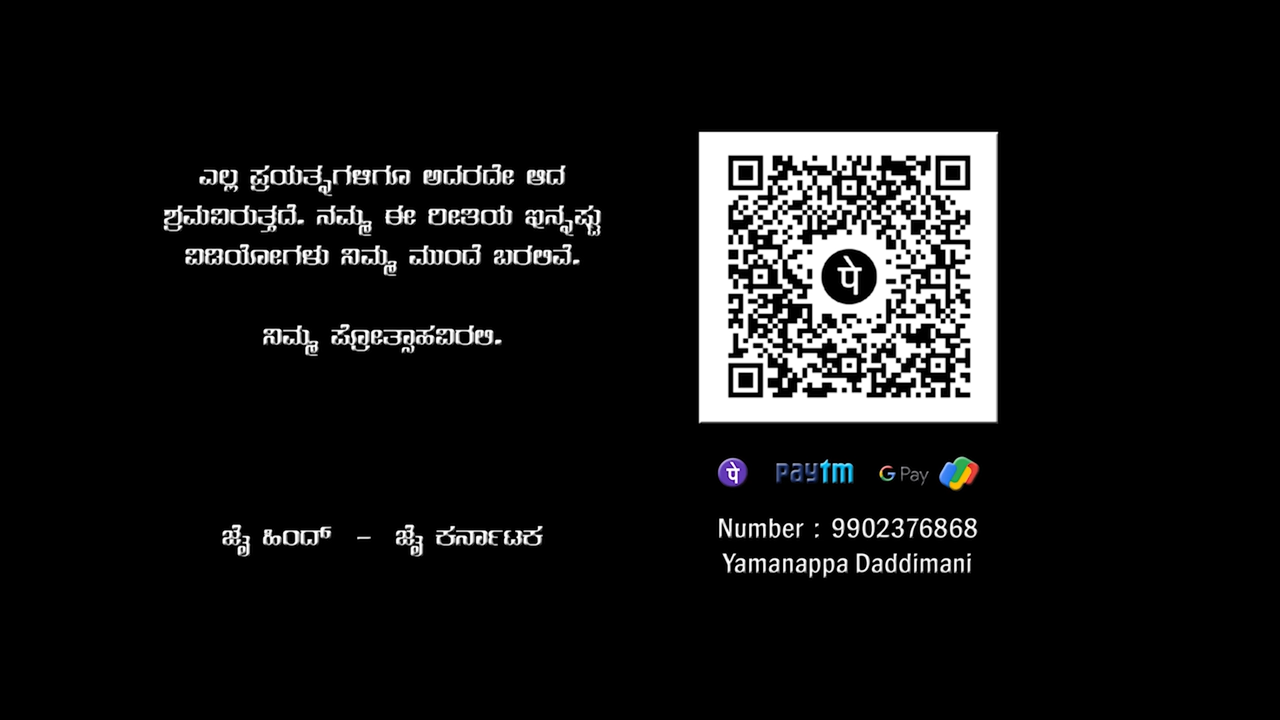 ಎಲ್ಲ ಪ್ರಯತ್ನಗಳಿಗೂ ಅದರದೇ ಆದ
ಶ್ರಮವಿರುತ್ತದೆ. ನಮ್ಮ ಈ ರೀತಿಯ ಇನ್ನಷ್ಟು
ವಿಡಿಯೋಗಳು ನಿಮ್ಮ ಮುಂದೆ ಬರಲಿವೆ.
ನಿಮ್ಮ ಪ್ರೋತ್ಸಾಹವಿರಲಿ.
ಜೈ ಹಿಂದ್ - ಜೈ ಕರ್ನಾಟಕ
पे
पे paytm G Pay
Number : 9902376868
Yamanappa Daddimani